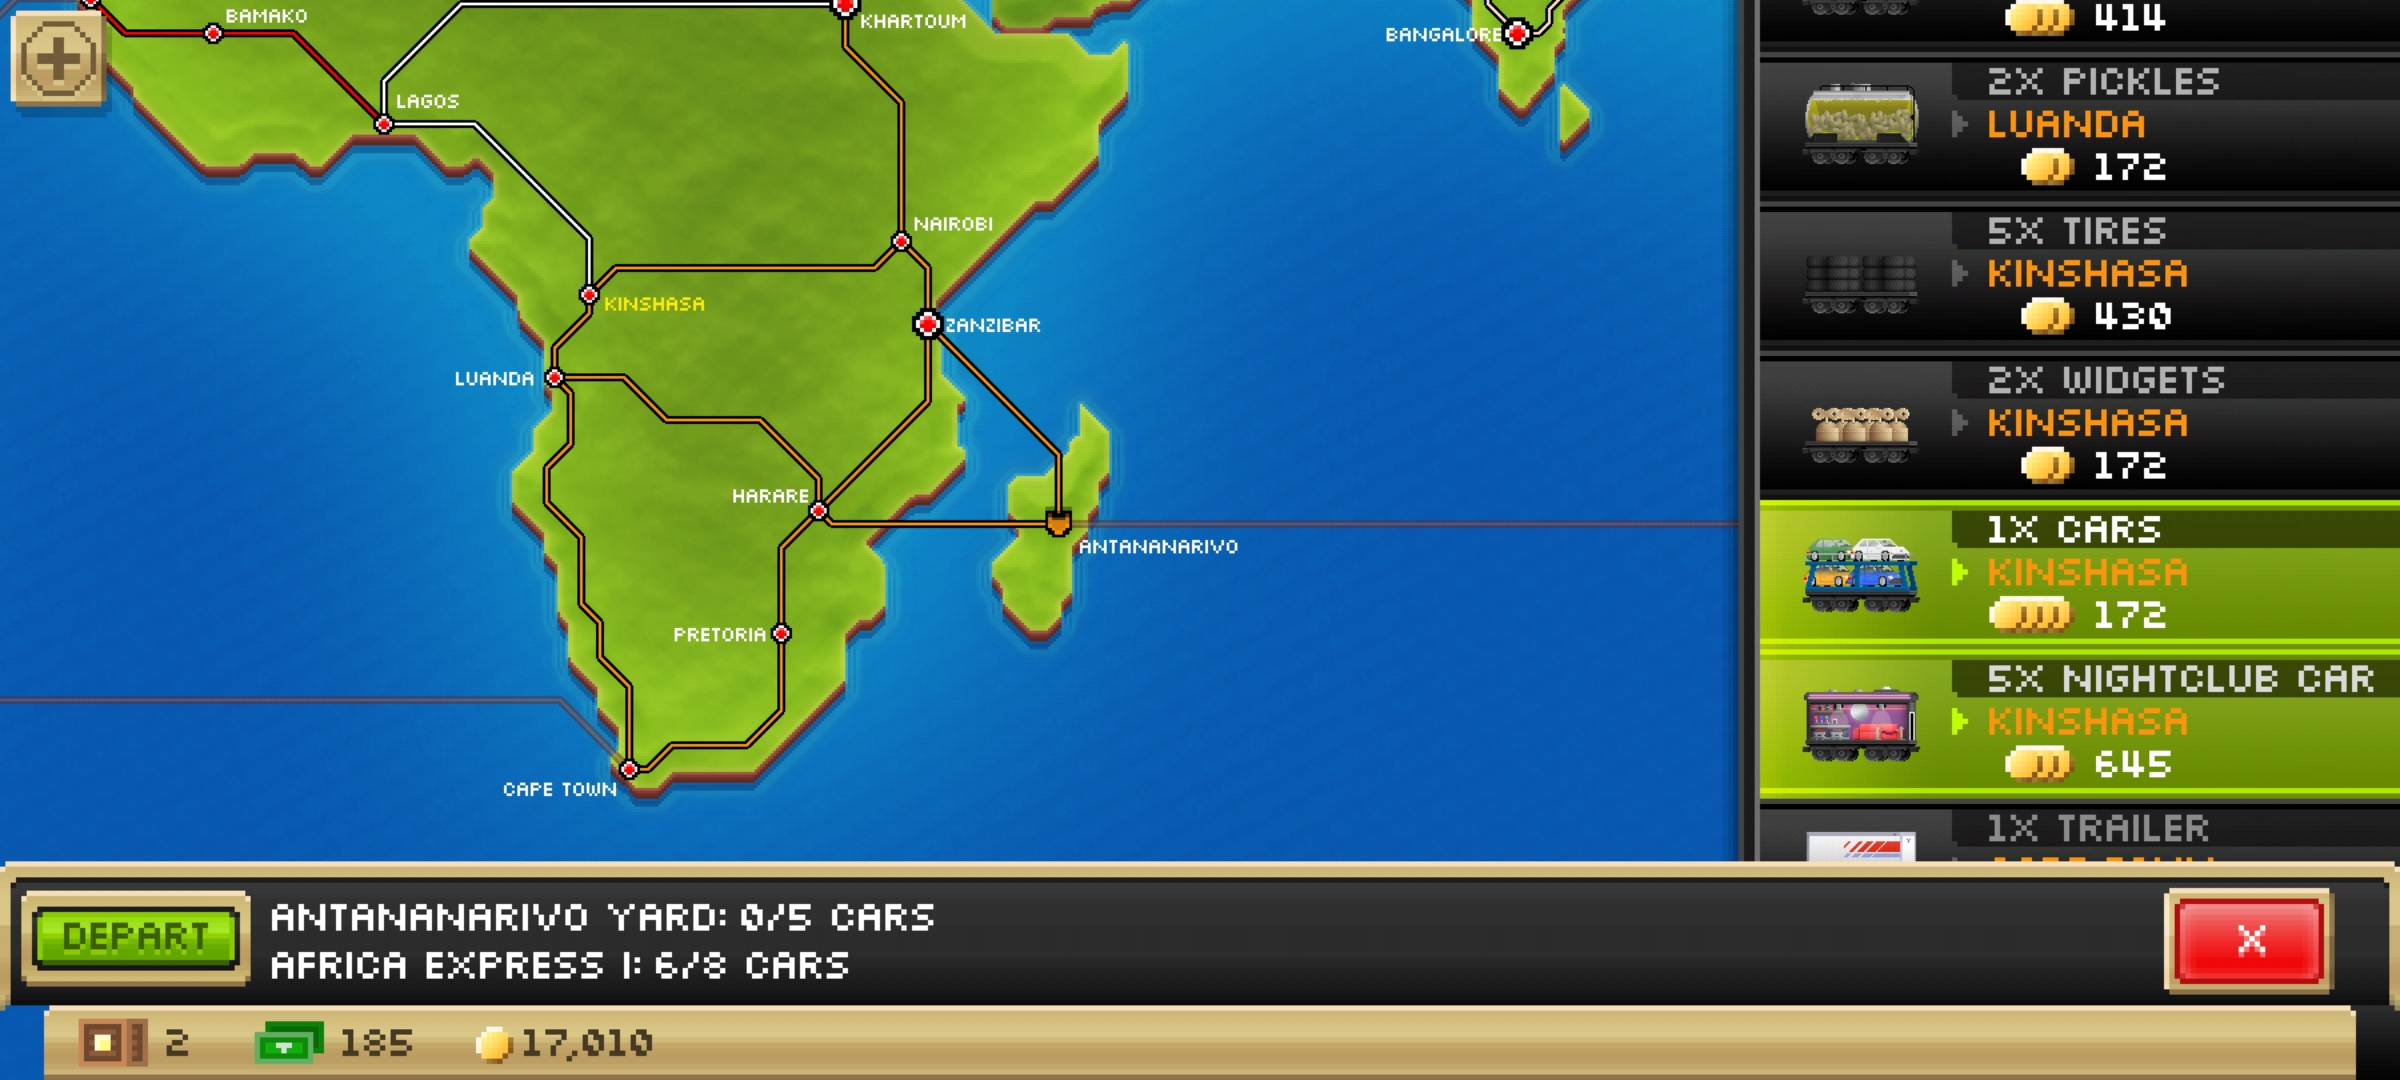 BAMAKO
KHARTOUM
BANGALORE
LAGOS
NAIROBI
KINSHASA
ZANZIBAR
LUANDA
HARARE
ANTANANARIVO
PRETORIA
CAPE TOWN
414
2X PICKLES
LUANDA
172
5X TIRES
KINSHASA
430
2X WIDGETS
KINSHASA
172
1X CARS
KINSHASA
172
5X NIGHTCLUB CAR
KINSHASA
645
1X TRAILER
DEPART
ANTANANARIVO YARD: 0/5 CARS
AFRICA EXPRESS I: 6/8 CARS
X
2
185
17,010